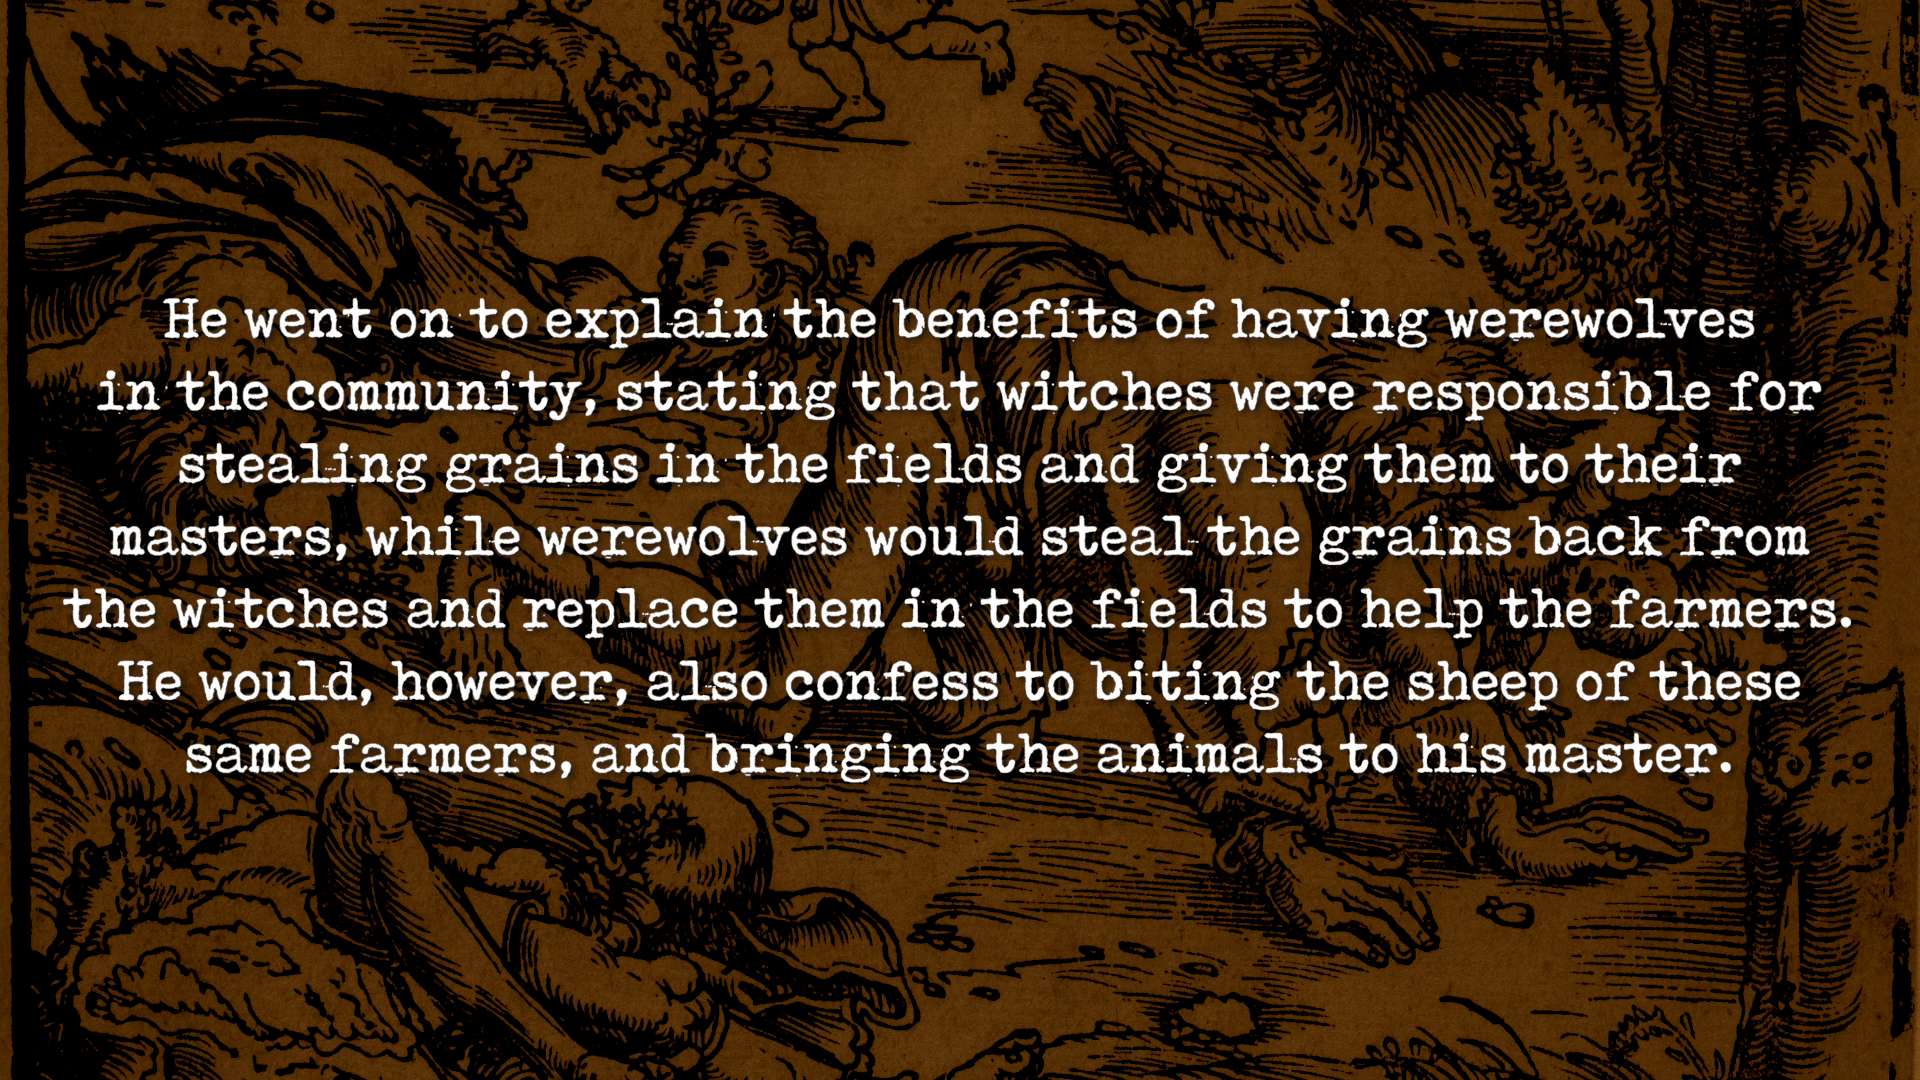 He went on to explain the benefits of having werewolves
in the community, stating that witches were responsible for
stealing grains in the fields and giving them to their
masters, while werewolves would steal the grains back from
the witches and replace them in the fields to help the farmers.
He would, however, also confess to biting the sheep of these
same farmers, and bringing the animals to his master.